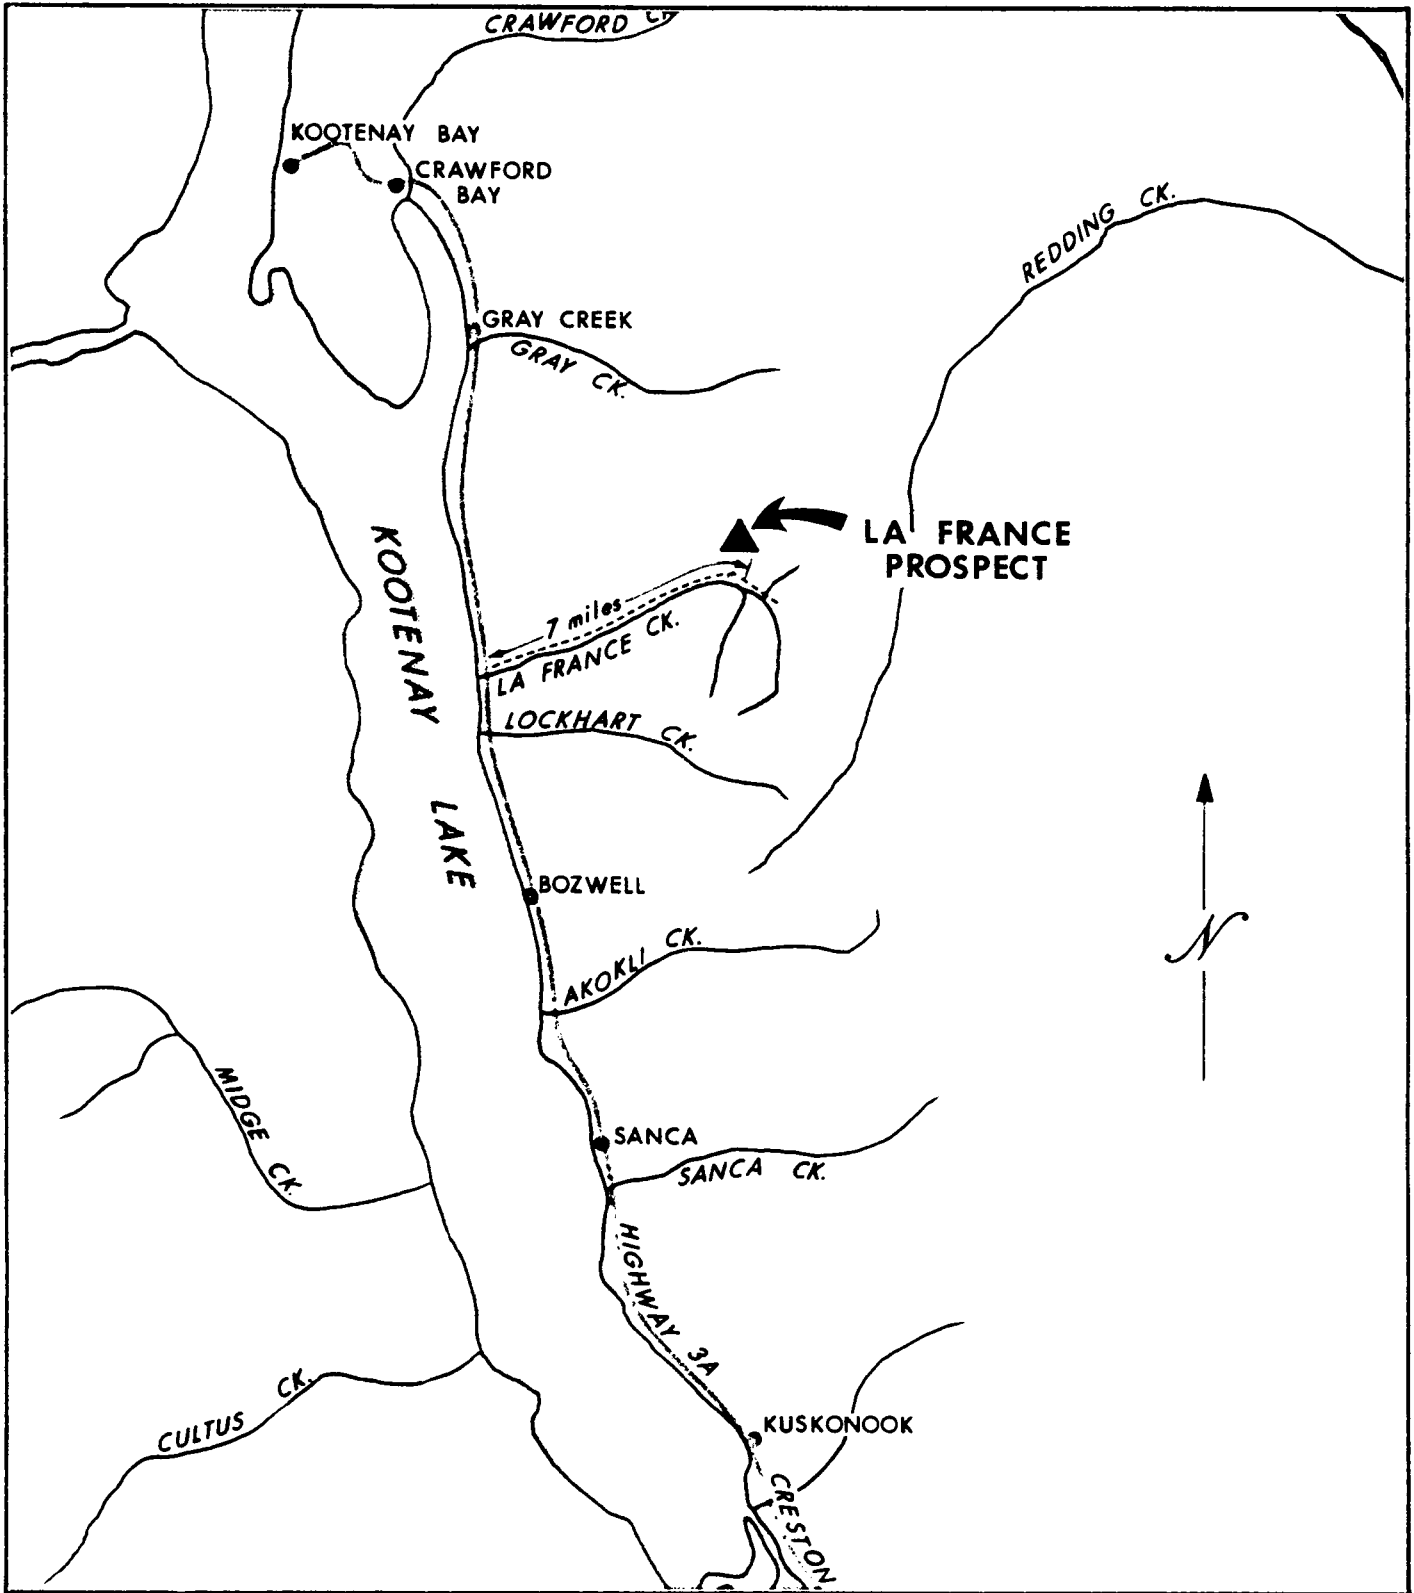 CRAWFORD CK
KOOTENAY BAY
CRAWFORD
BAY
REDDING CK.
GRAY CREEK
GRAY CK.
LA FRANCE
PROSPECT
7 miles
LA FRANCE CK.
KOOTENAY LAKE
LOCKHART CK.
BOZWELL
AKOKLI CK.
N
MIDGE CK.
SANCA
SANCA CK.
HIGHWAY 3A
CULTUS CK.
KUSKONOOK
CRESTON